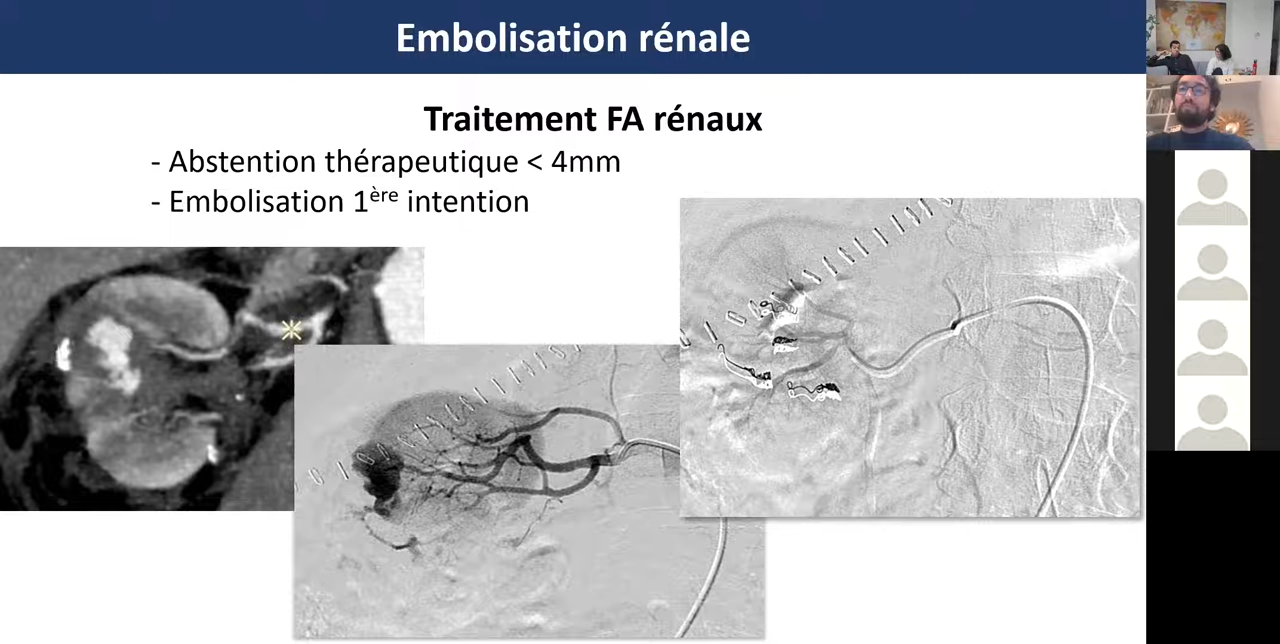 Embolisation rénale
Traitement FA rénaux
- Abstention thérapeutique < 4mm
- Embolisation 1ère intention